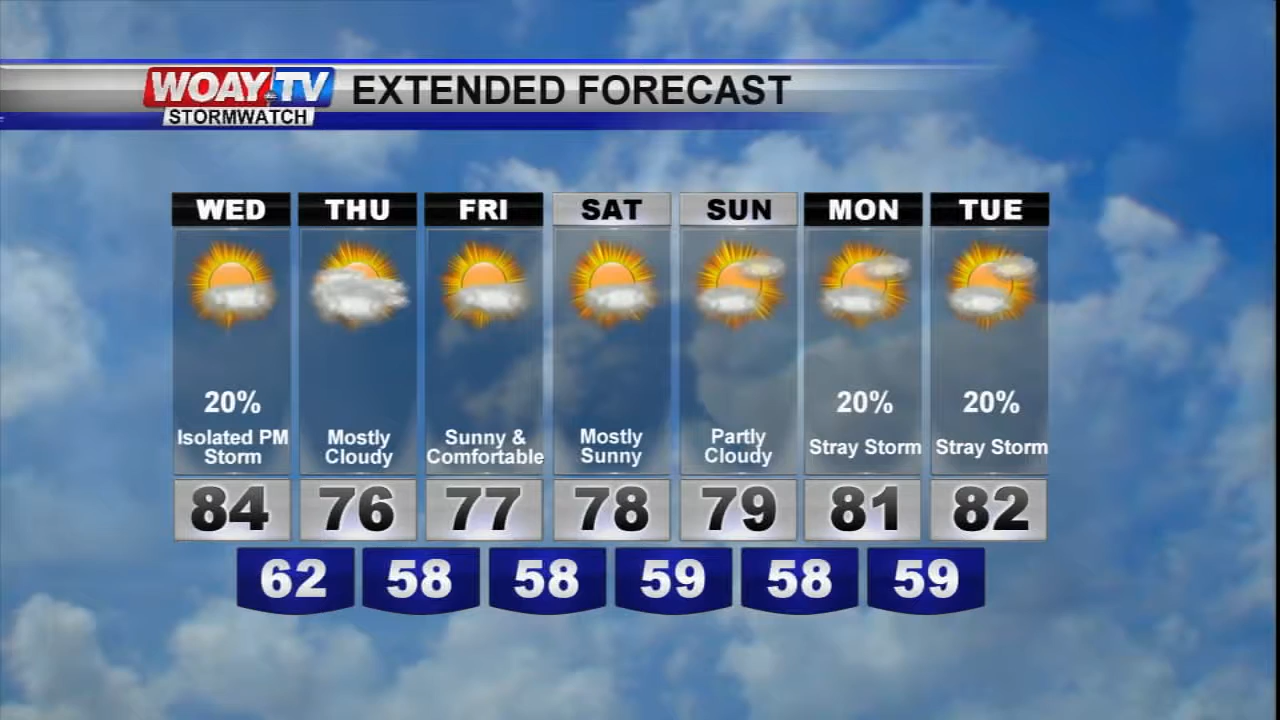 WOAY TV
STORMWATCH
EXTENDED FORECAST
WED THU FRI SAT SUN MON TUE
20% 20% 20%
Isolated PM
Storm
Mostly
Cloudy
Sunny &
Comfortable
Mostly
Sunny
Partly
Cloudy
Stray Storm
Stray Storm
84 76 77 78 79 81 82
62 58 58 59 58 59